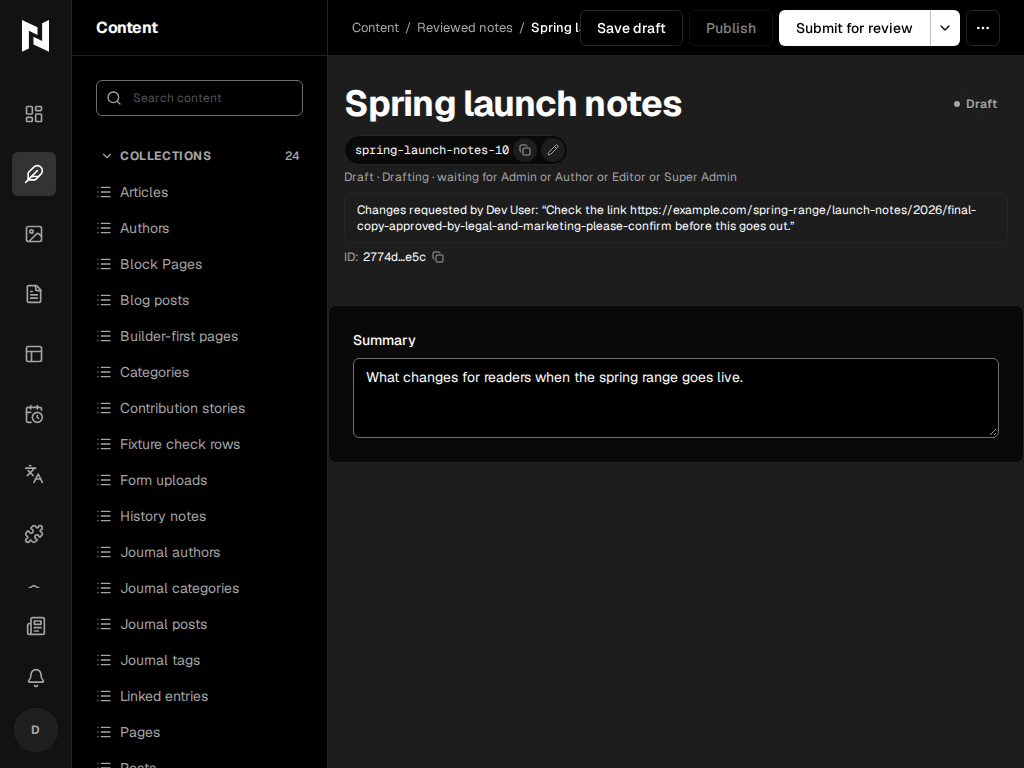 Content
Content / Reviewed notes / Spring l
Save draft
Publish
Submit for review
Search content
COLLECTIONS 24
Articles
Authors
Block Pages
Blog posts
Builder-first pages
Categories
Contribution stories
Fixture check rows
Form uploads
History notes
Journal authors
Journal categories
Journal posts
Journal tags
Linked entries
Pages
Posts
D
Spring launch notes
Draft
spring-launch-notes-10
Draft · Drafting · waiting for Admin or Author or Editor or Super Admin
Changes requested by Dev User: “Check the link https://example.com/spring-range/launch-notes/2026/final-
copy-approved-by-legal-and-marketing-please-confirm before this goes out.”
ID: 2774d…e5c
Summary
What changes for readers when the spring range goes live.